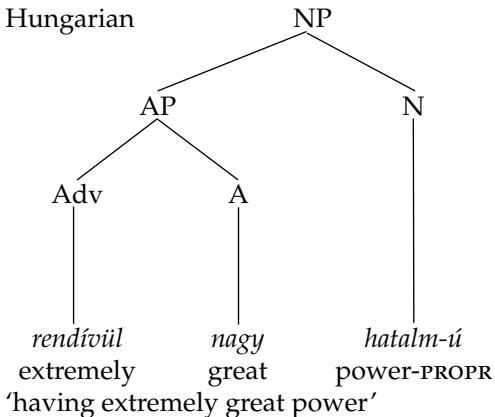 Hungarian NP
AP N
Adv A
rendívül nagy hatalm-ú
extremely great power-PROPR
‘having extremely great power’